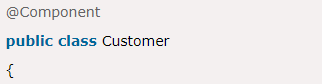 @Component
public class Customer
{